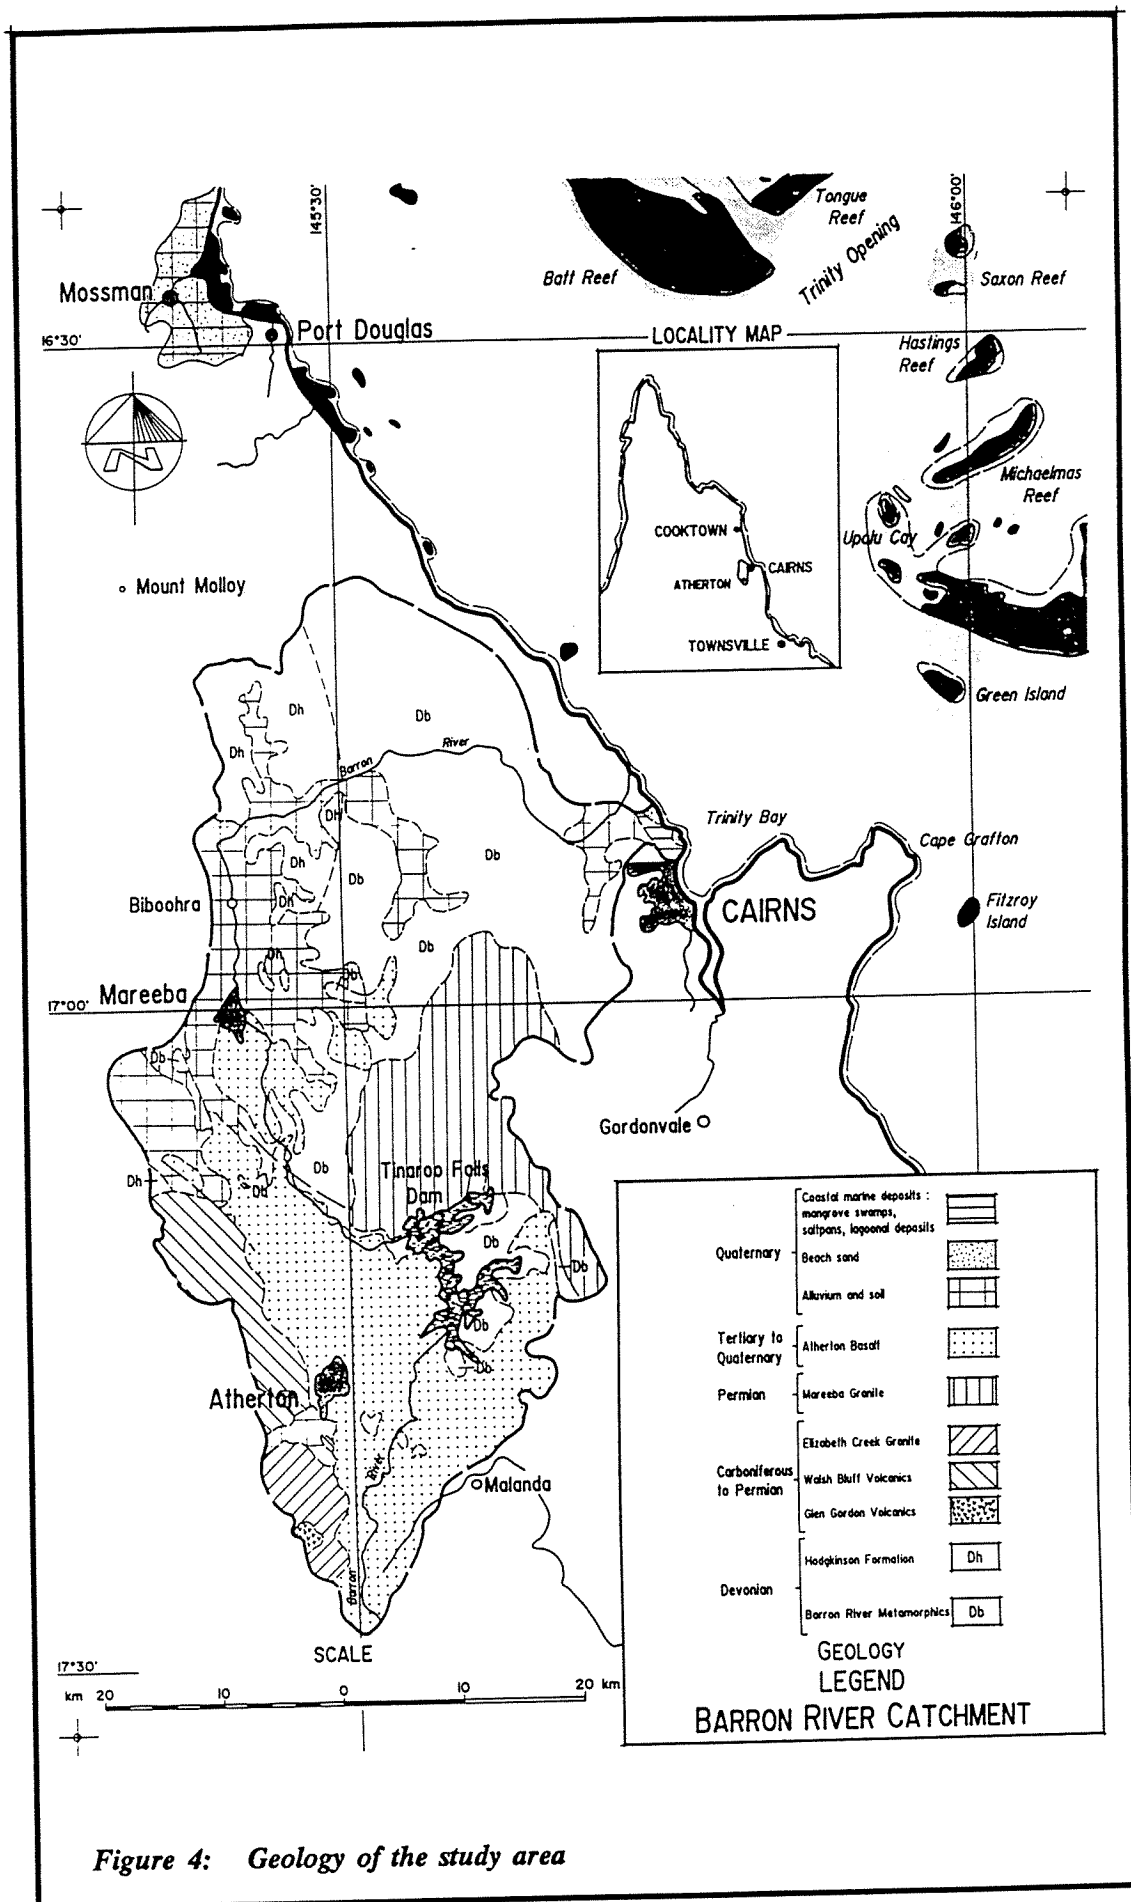 145°30'
146°00'
Tongue
Reef
Batt Reef
Trinity Opening
Saxon Reef
Mossman
Port Douglas
16°30'
LOCALITY MAP
Hastings
Reef
N
Michaelmas
Reef
COOKTOWN
Upolu Cay
CAIRNS
ATHERTON
Mount Molloy
TOWNSVILLE
Green Island
Dh
Db
Dh
River
Barron
Dh
Trinity Bay
Cape Grafton
Dh
Db
Db
Biboohra
Dh
CAIRNS
Fitzroy
Island
Db
Dh
Db
Mareeba
17°00'
Db
Gordonvale
Db
Tinaroo Falls
Dam
Dh
Db
Db
Db
Db
Db
Atherton
River
Malanda
Barron
SCALE
17°30'
km 20 10 0 10 20 km
Quaternary
Coastal marine deposits :
mangrove swamps,
saltpans, lagoonal deposits
Beach sand
Alluvium and soil
Tertiary to
Quaternary
Atherton Basalt
Permian
Mareeba Granite
Carboniferous
to Permian
Elizabeth Creek Granite
Walsh Bluff Volcanics
Glen Gordon Volcanics
Devonian
Hodgkinson Formation Dh
Barron River Metamorphics Db
GEOLOGY
LEGEND
BARRON RIVER CATCHMENT
Figure 4: Geology of the study area